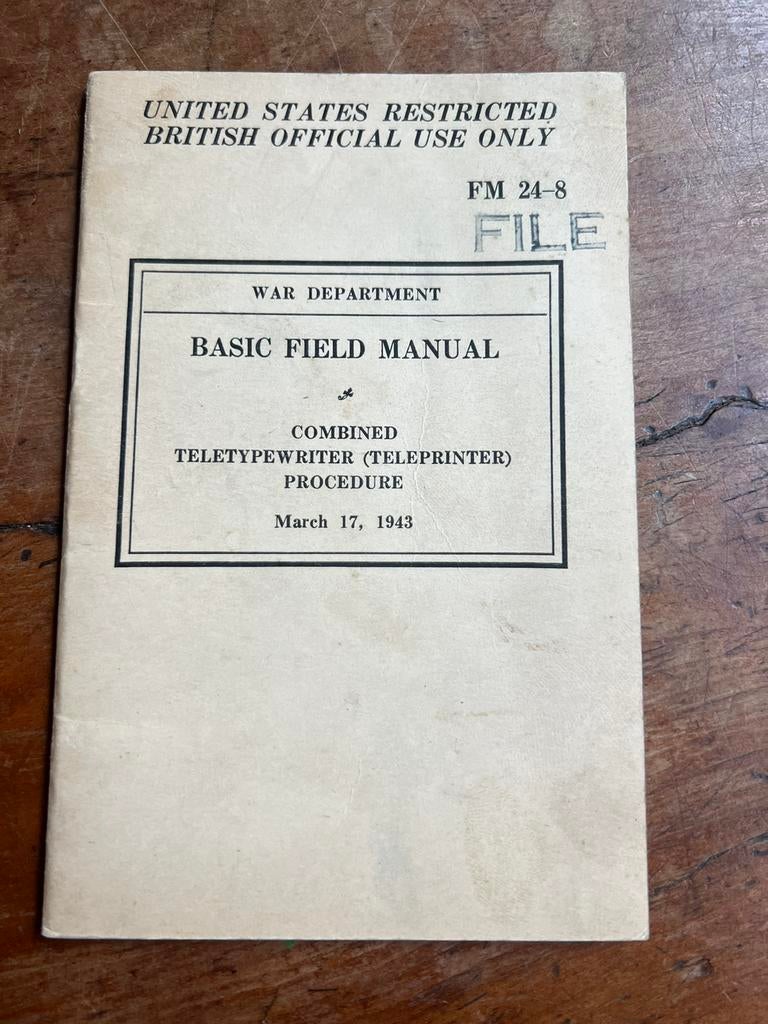 UNITED STATES RESTRICTED
BRITISH OFFICIAL USE ONLY
FM 24-8
FILE
WAR DEPARTMENT
BASIC FIELD MANUAL
COMBINED
TELETYPEWRITER (TELEPRINTER)
PROCEDURE
March 17, 1943